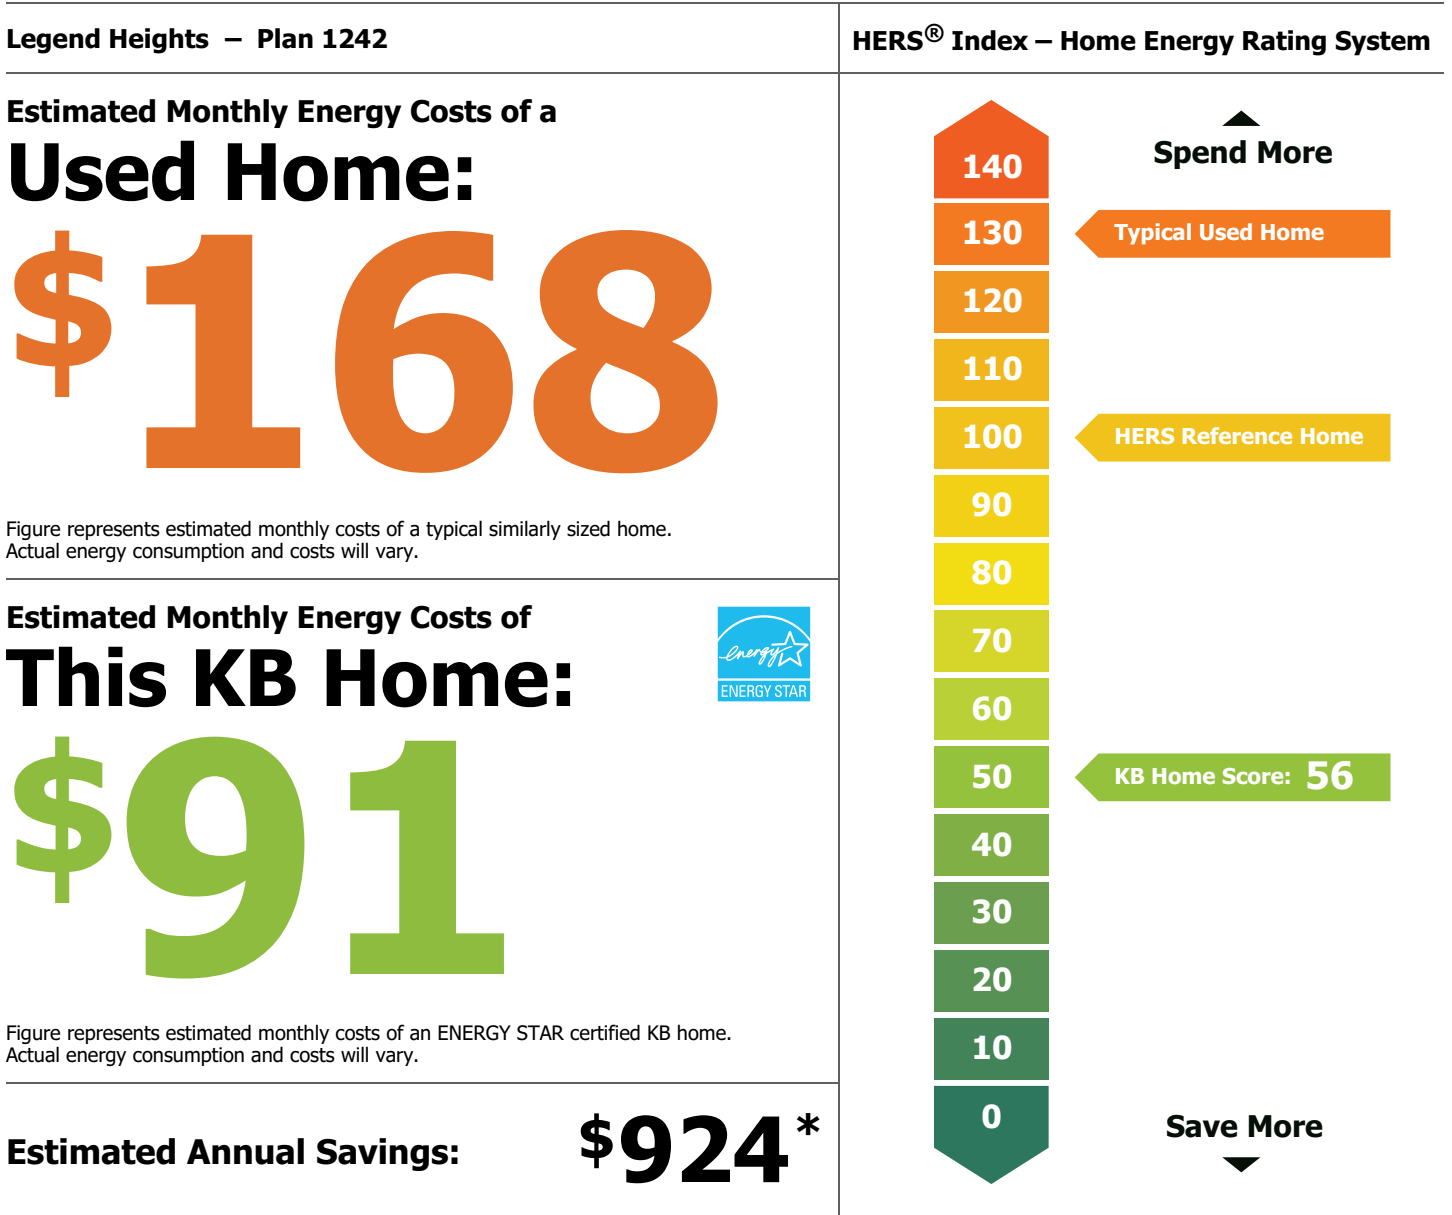 Legend Heights – Plan 1242
Estimated Monthly Energy Costs of a
Used Home:
$168
Figure represents estimated monthly costs of a typical similarly sized home.
Actual energy consumption and costs will vary.
Estimated Monthly Energy Costs of
This KB Home:
energy
ENERGY STAR
$91
Figure represents estimated monthly costs of an ENERGY STAR certified KB home.
Actual energy consumption and costs will vary.
Estimated Annual Savings: $924*
HERS® Index – Home Energy Rating System
Spend More
140
130 Typical Used Home
120
110
100 HERS Reference Home
90
80
70
60
50 KB Home Score: 56
40
30
20
10
0
Save More